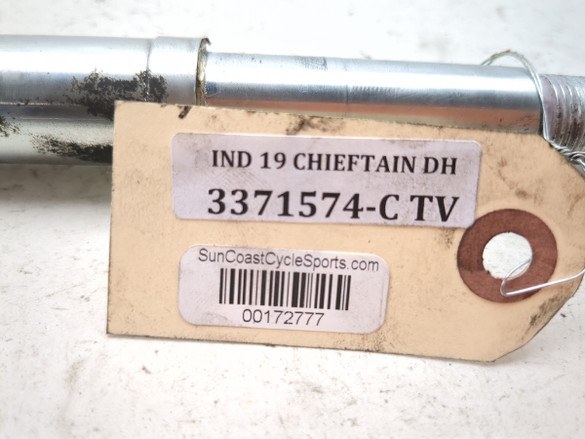 IND 19 CHIEFTAIN DH
3371574-C TV
SunCoastCycleSports.com
00172777